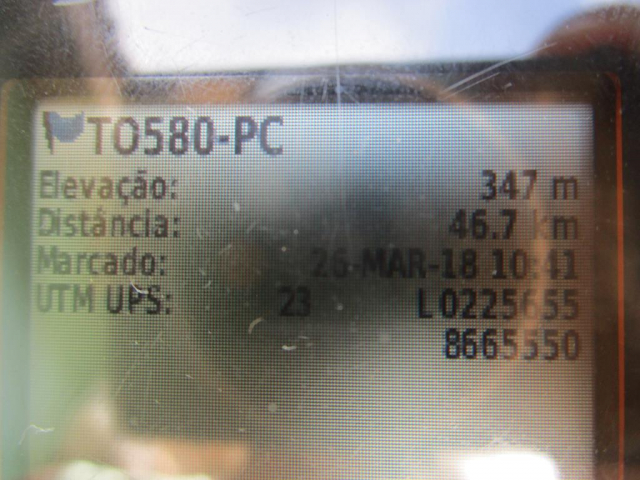 TO580-PC
Elevação: 347 m
Distância: 46.7 km
Marcado: 26-MAR-18 10:41
UTM UPS: 23 L0225655
8665550